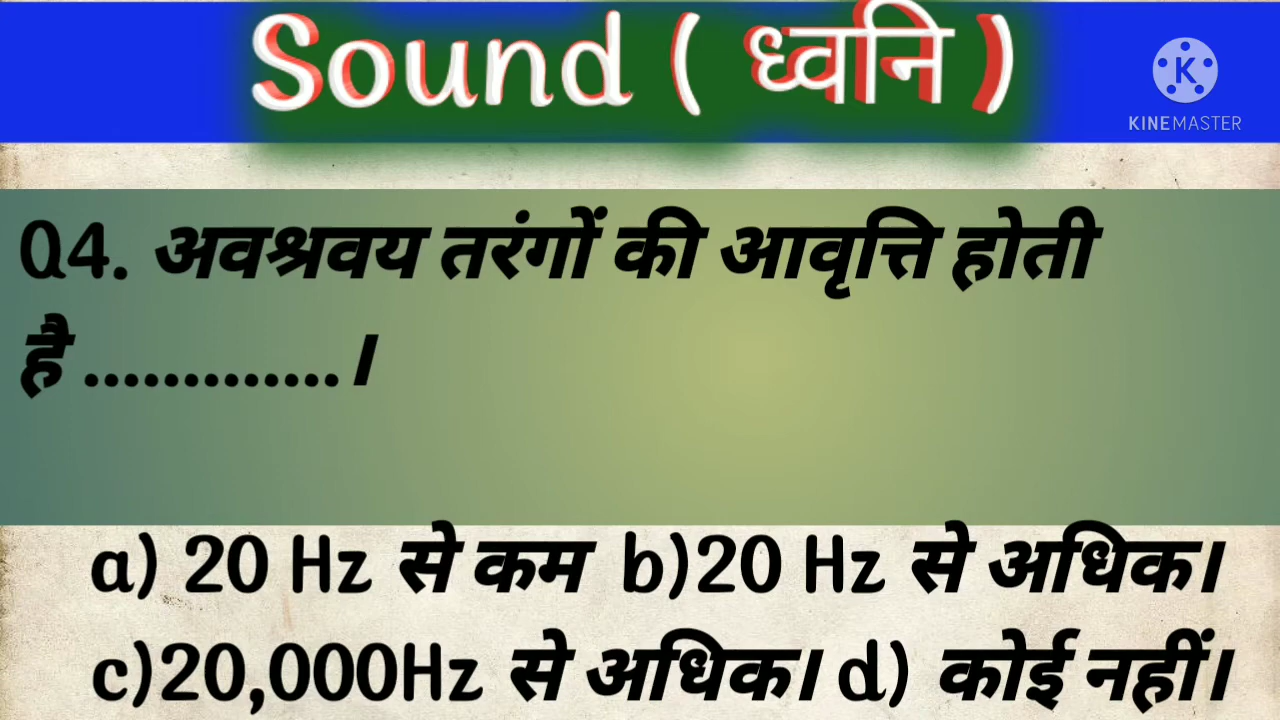 Sound ( ध्वनि )
K
KINEMASTER
Q4. अवश्रवय तरंगों की आवृत्ति होती
है .............।
a) 20 Hz से कम b)20 Hz से अधिक।
c)20,000Hz से अधिक। d) कोई नहीं।